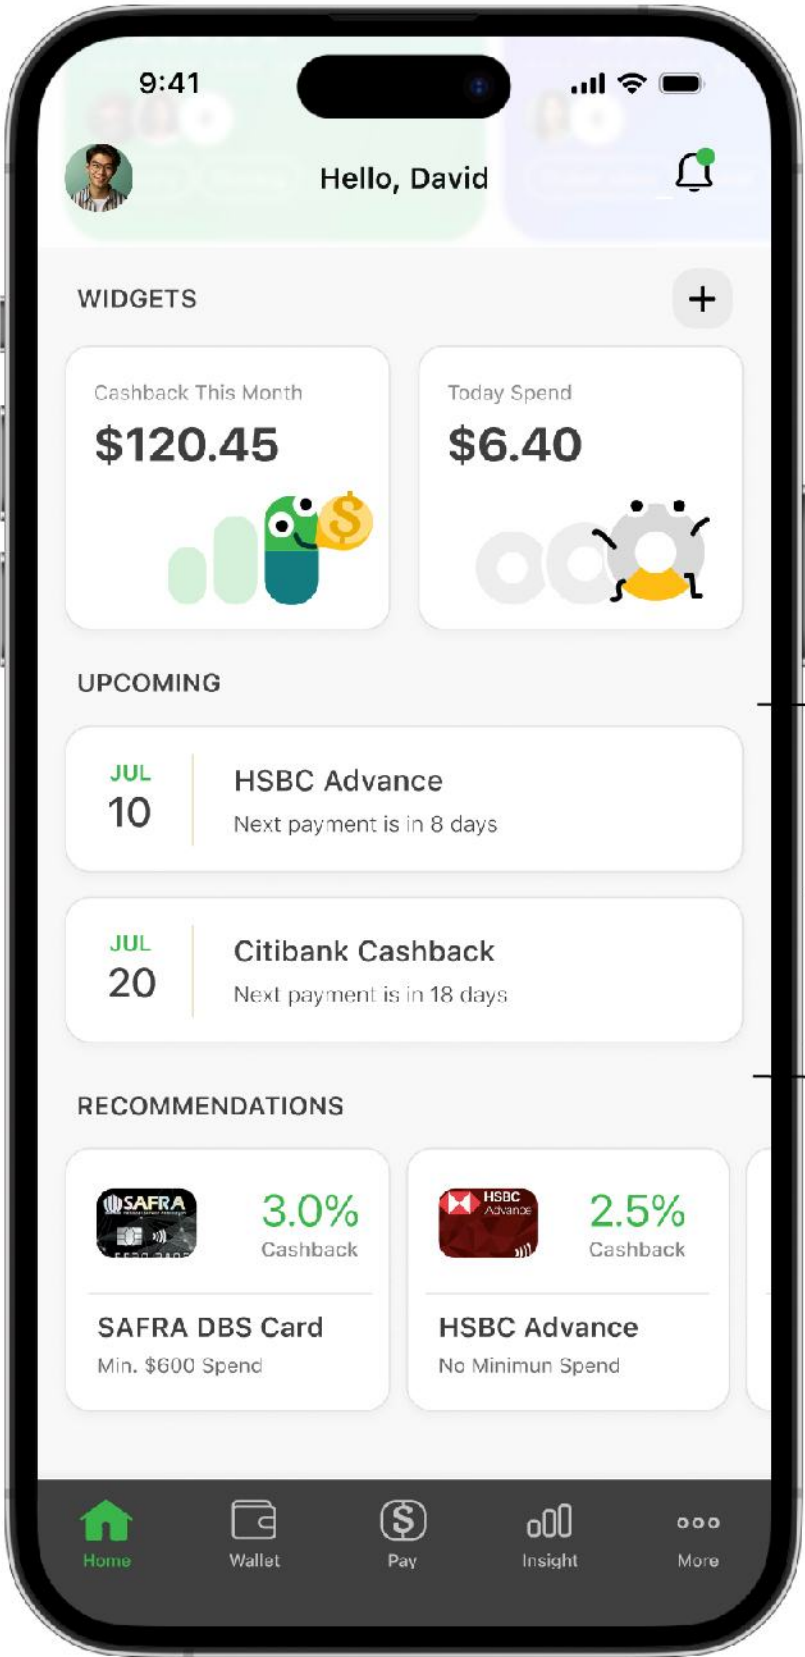 9:41
Hello, David
WIDGETS
+
Cashback This Month
$120.45
$
Today Spend
$6.40
UPCOMING
JUL
10
HSBC Advance
Next payment is in 8 days
JUL
20
Citibank Cashback
Next payment is in 18 days
RECOMMENDATIONS
SAFRA
3.0%
Cashback
SAFRA DBS Card
Min. $600 Spend
HSBC
Advance
2.5%
Cashback
HSBC Advance
No Minimun Spend
$
Home
Wallet
Pay
Insight
More